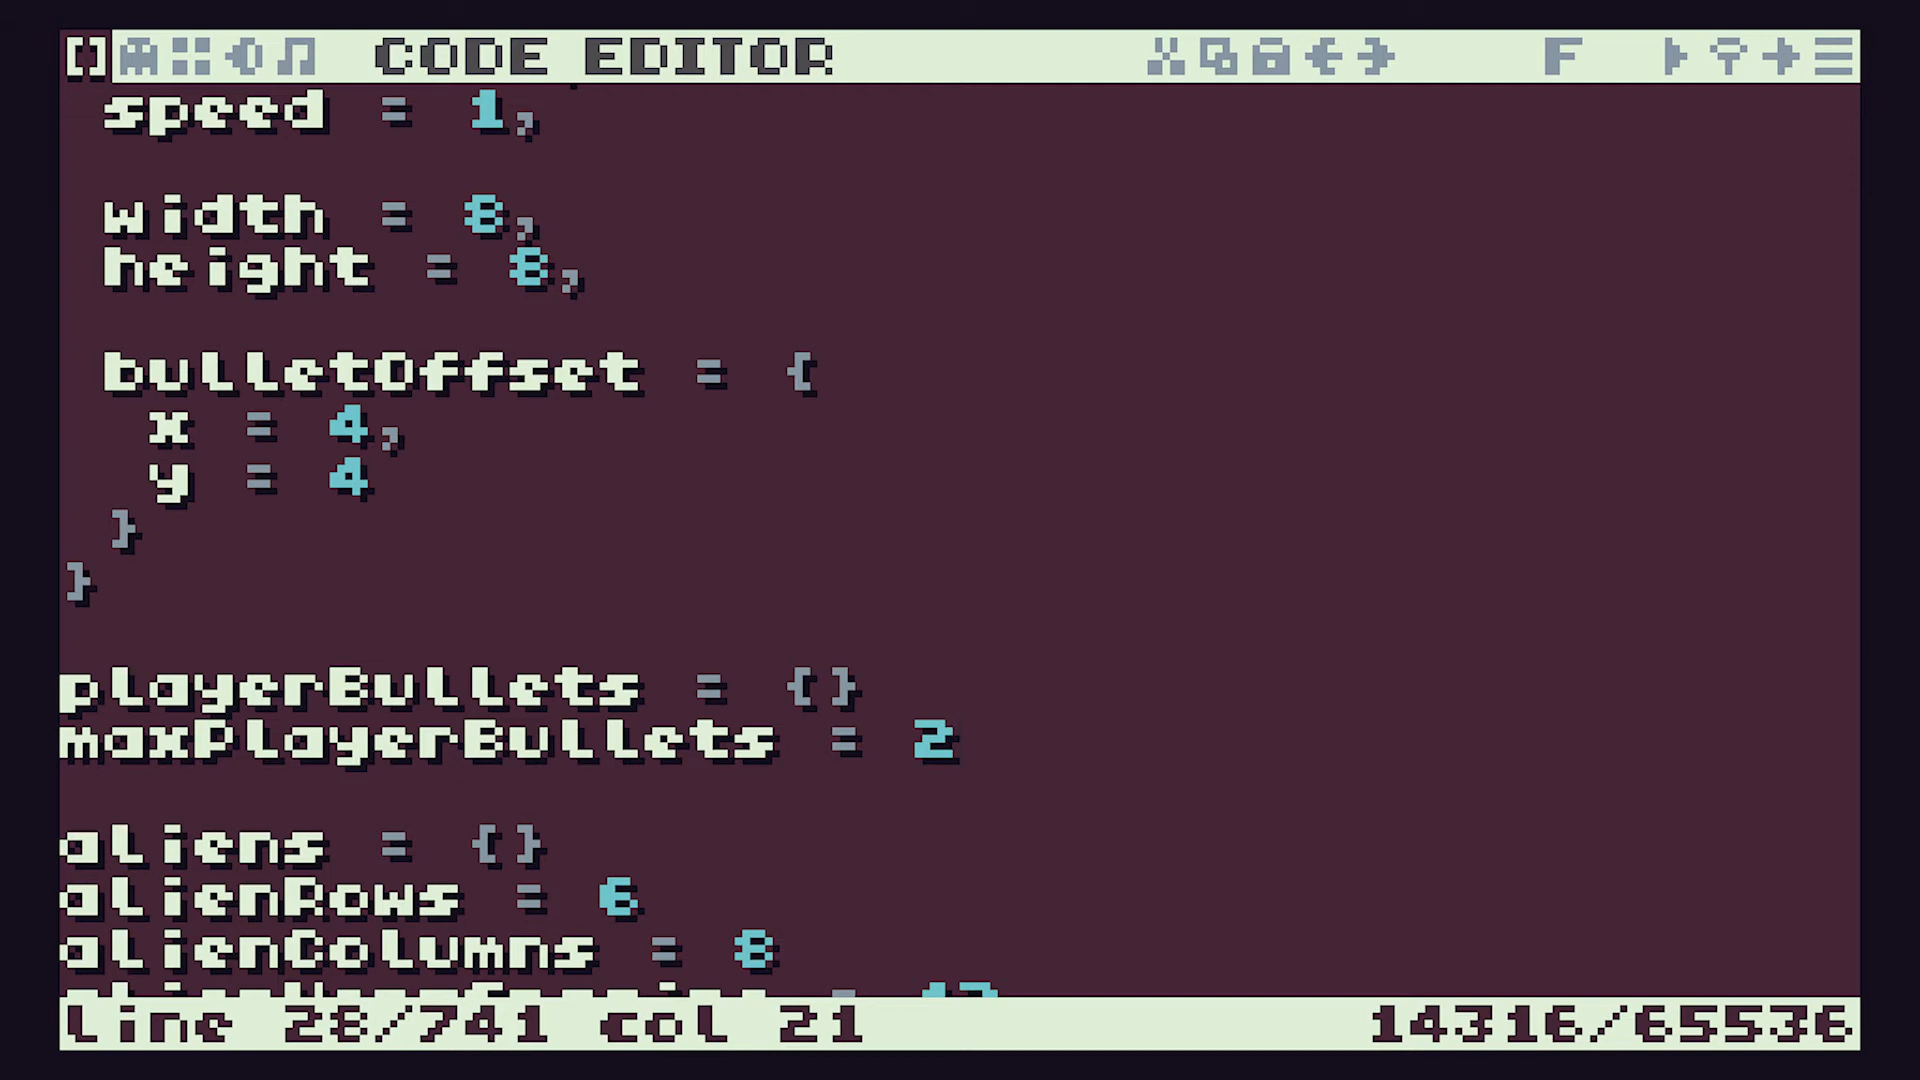 CODE EDITOR F
speed = 1,
width = 8,
height = 8,
bulletOffset = {
x = 4,
y = 4
}
}
playerBullets = {}
maxPlayerBullets = 2
aliens = {}
alienRows = 6
alienColumns = 8
line 28/741 col 21 14316/65536